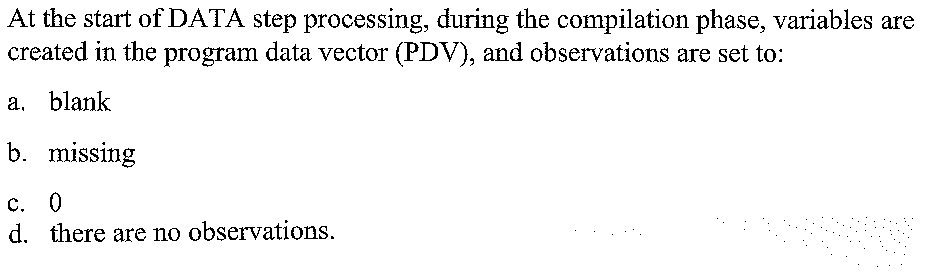 At the start of DATA step processing, during the compilation phase, variables are
created in the program data vector (PDV), and observations are set to:
a. blank
b. missing
c. 0
d. there are no observations.